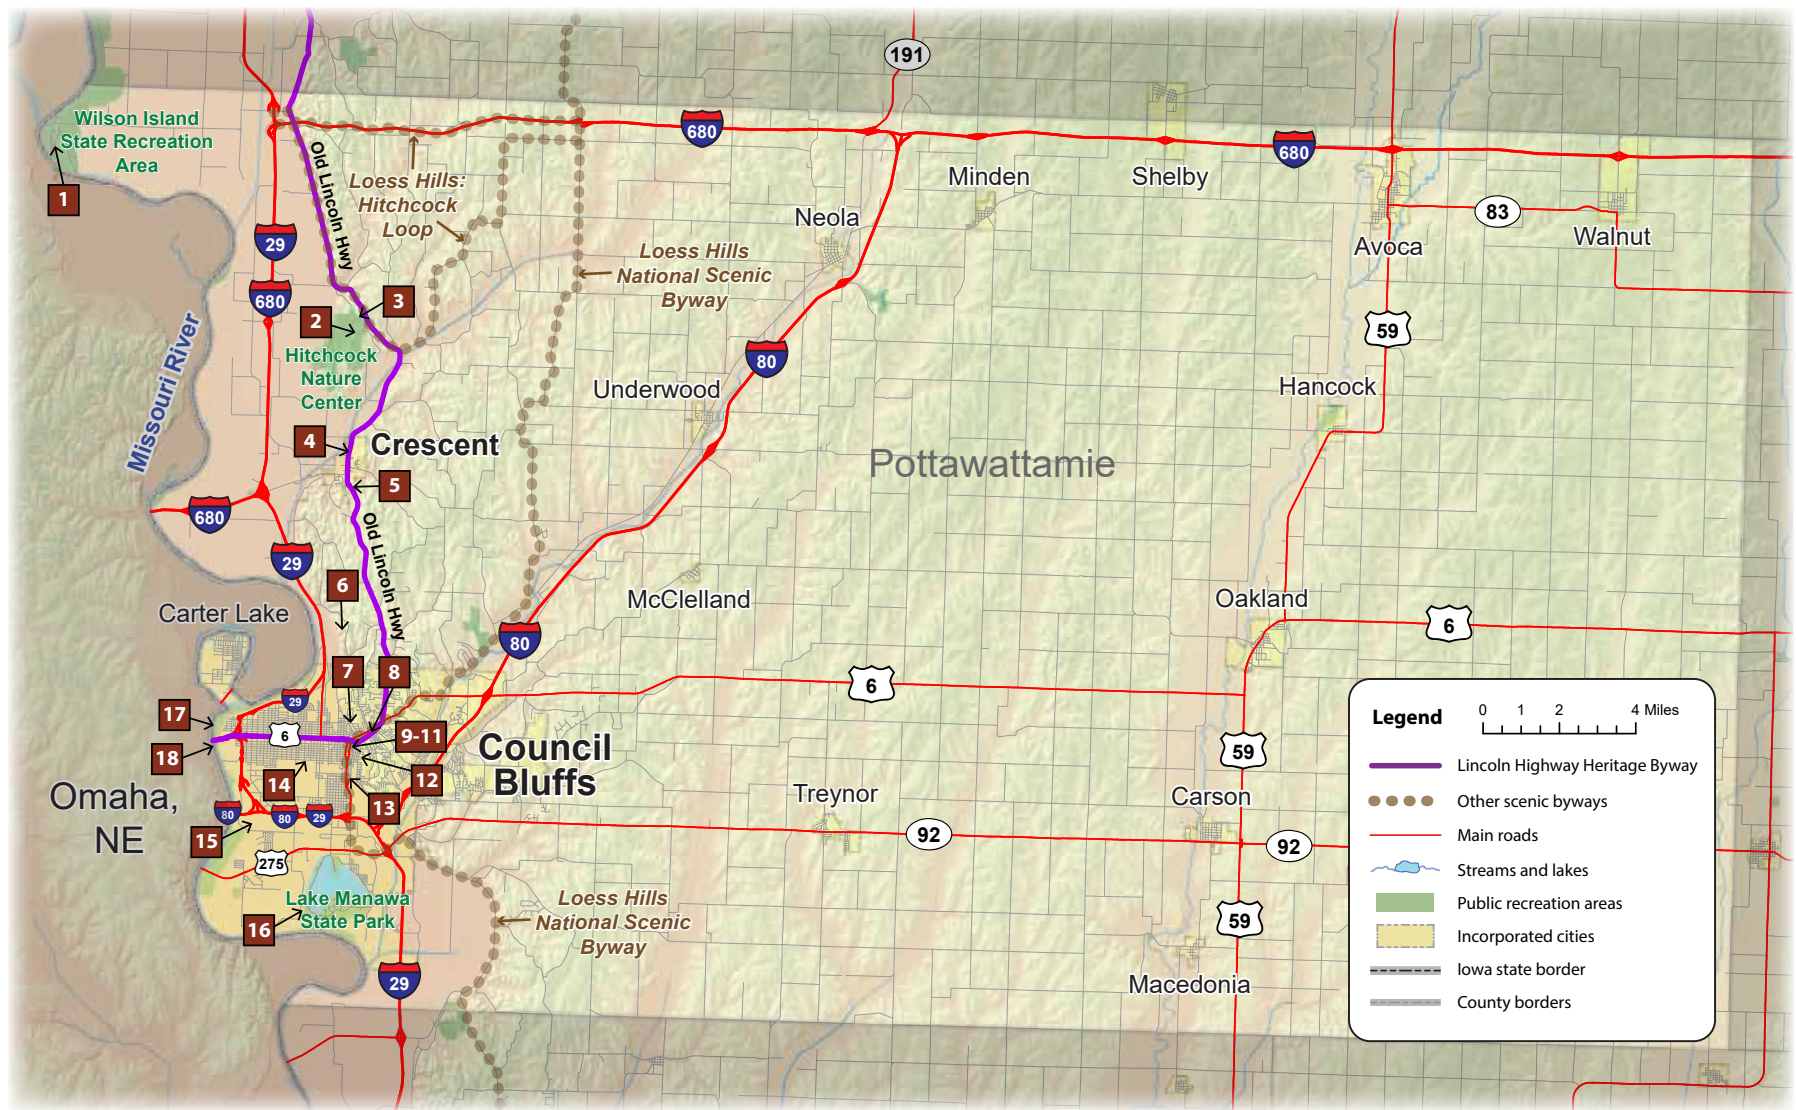 191
Wilson Island
State Recreation
Area
1
680
680
Old Lincoln Hwy
Loess Hills:
Hitchcock
Loop
Minden
Shelby
83
Neola
Avoca
Walnut
29
Loess Hills
National Scenic
Byway
680
3
2
59
Missouri River
Hitchcock
Nature
Center
80
Underwood
Hancock
4
Crescent
Pottawattamie
5
680
Old Lincoln Hwy
29
6
McClelland
Carter Lake
Oakland
6
80
7
8
6
29
17
6
9-11
18
Council
Bluffs
59
14
12
Omaha,
NE
13
Treynor
Carson
80
80
29
15
92
92
275
Lake Manawa
State Park
16
Loess Hills
National Scenic
Byway
59
29
Macedonia
Legend
0 1 2 4 Miles
Lincoln Highway Heritage Byway
Other scenic byways
Main roads
Streams and lakes
Public recreation areas
Incorporated cities
Iowa state border
County borders